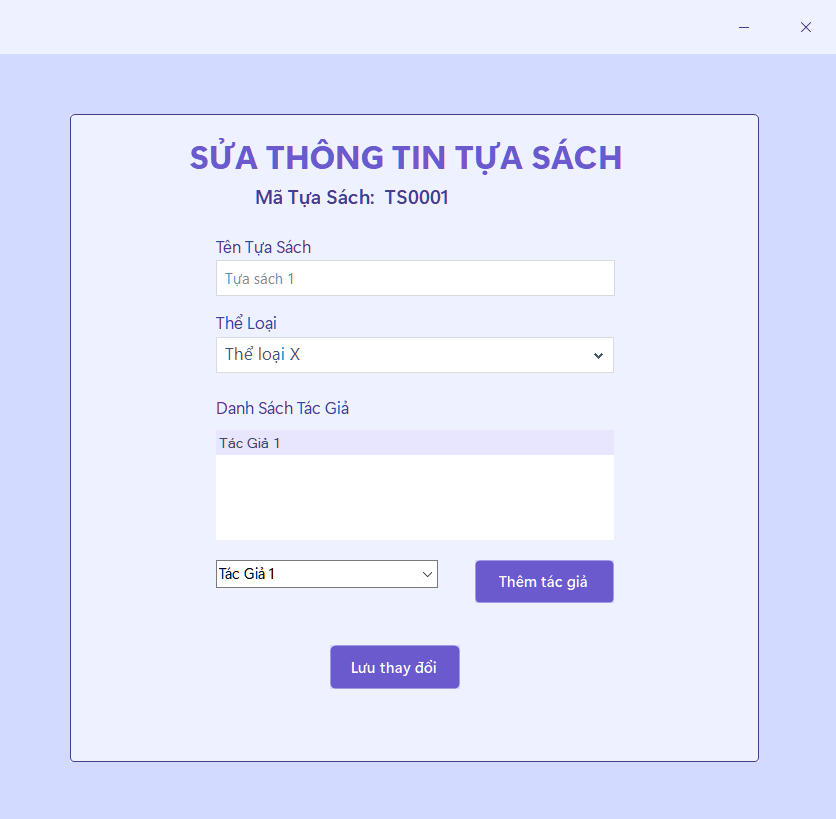 SỬA THÔNG TIN TỰA SÁCH
Mã Tựa Sách: TS0001
Tên Tựa Sách
Tựa sách 1
Thể Loại
Thể loại X
Danh Sách Tác Giả
Tác Giả 1
Tác Giả 1
Thêm tác giả
Lưu thay đổi